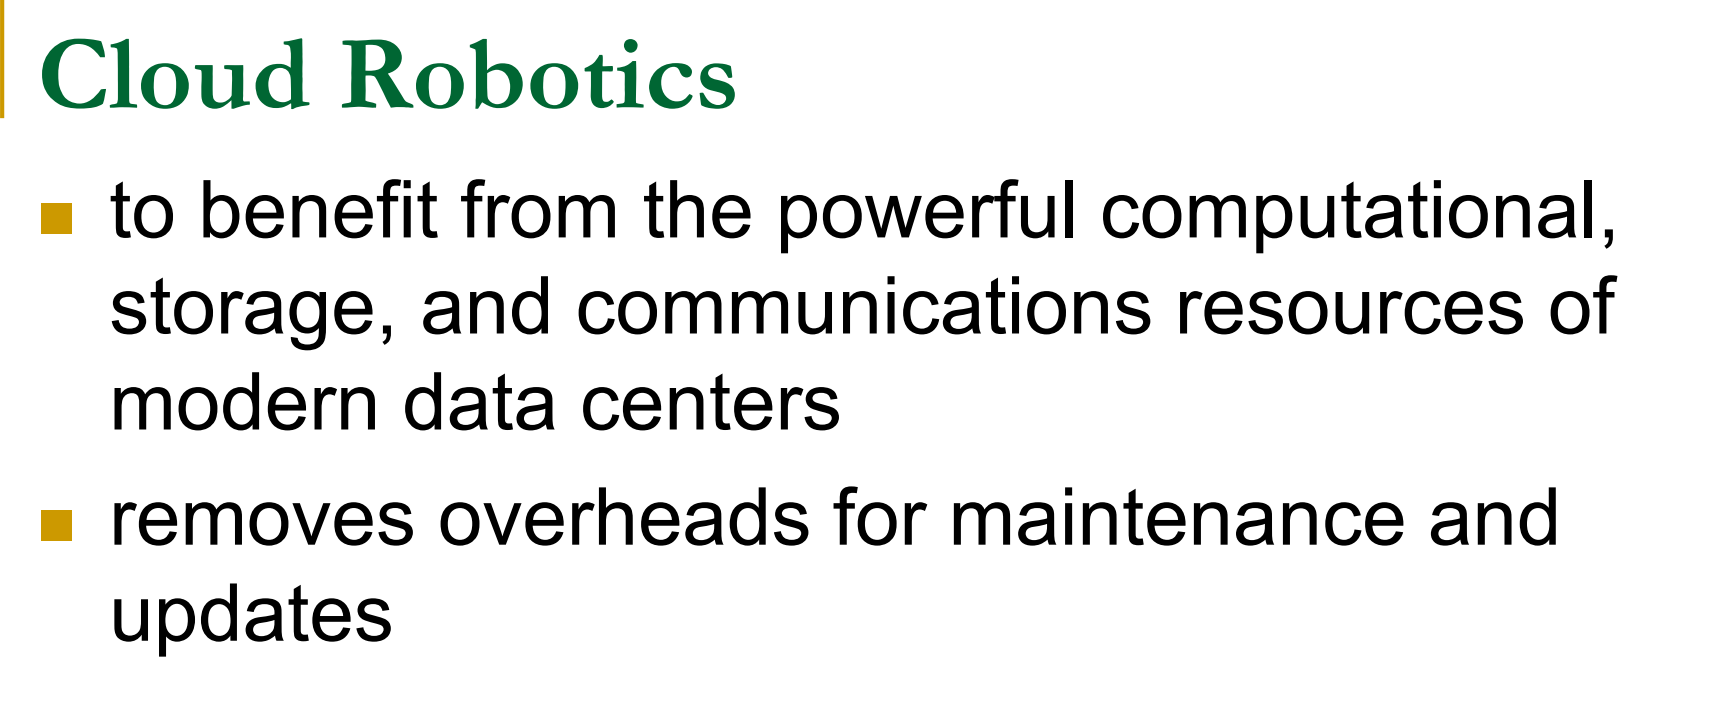 Cloud Robotics
to benefit from the powerful computational,
storage, and communications resources of
modern data centers
removes overheads for maintenance and
updates